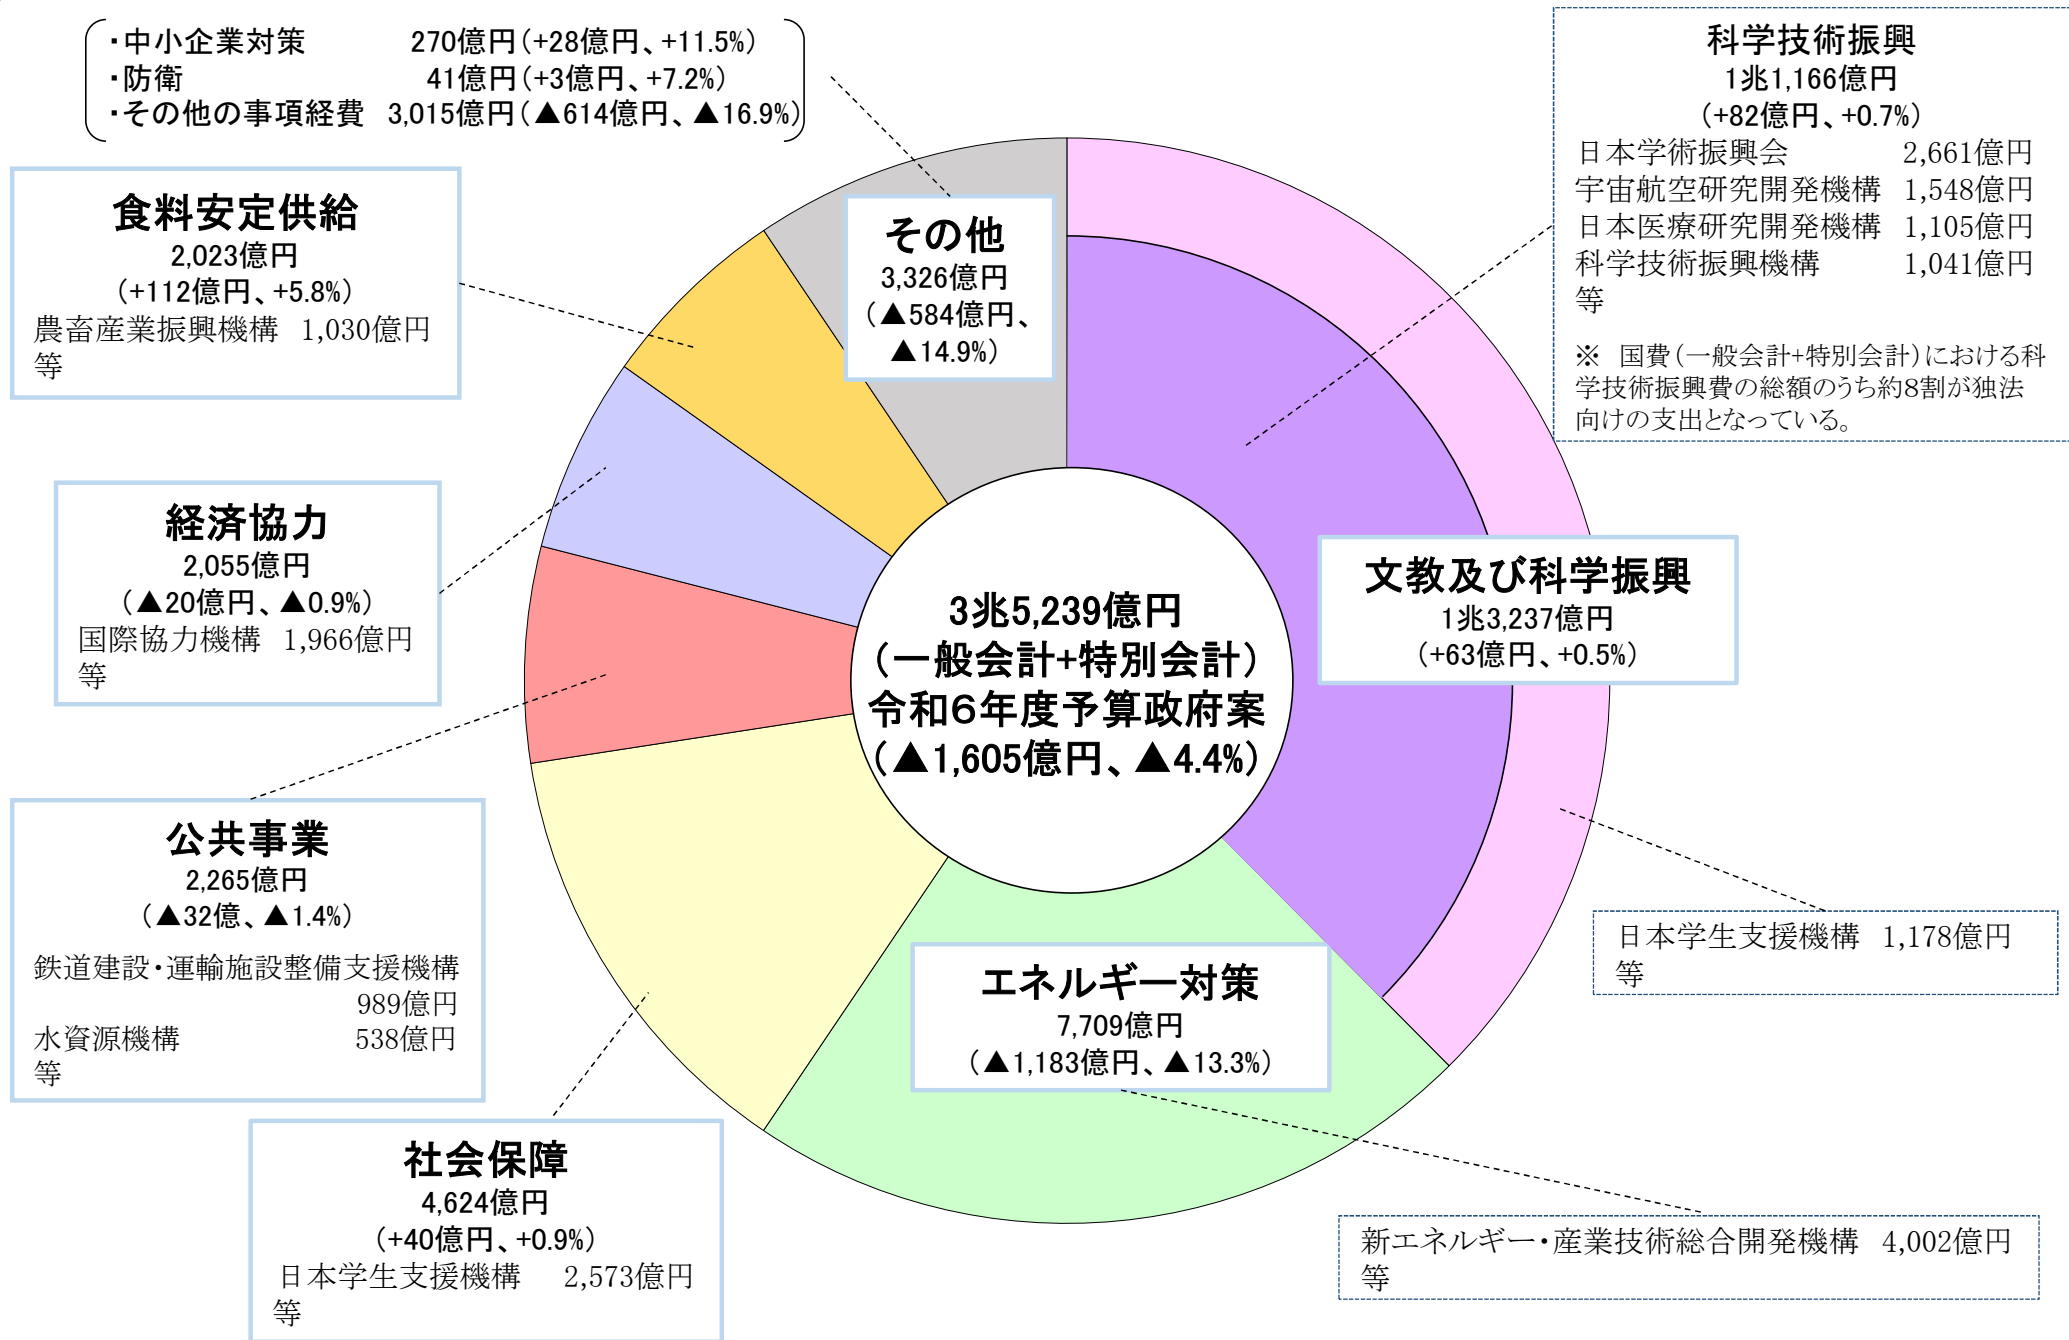 ・中小企業対策 270億円(+28億円、+11.5%)
・防衛 41億円(+3億円、+7.2%)
・その他の事項経費 3,015億円(▲614億円、▲16.9%)
科学技術振興
1兆1,166億円
(+82億円、+0.7%)
日本学術振興会 2,661億円
宇宙航空研究開発機構 1,548億円
日本医療研究開発機構 1,105億円
科学技術振興機構 1,041億円
等
※ 国費(一般会計+特別会計)における科
学技術振興費の総額のうち約8割が独法
向けの支出となっている。
食料安定供給
2,023億円
(+112億円、+5.8%)
農畜産業振興機構 1,030億円
等
その他
3,326億円
(▲584億円、
▲14.9%)
経済協力
2,055億円
(▲20億円、▲0.9%)
国際協力機構 1,966億円
等
3兆5,239億円
(一般会計+特別会計)
令和6年度予算政府案
(▲1,605億円、▲4.4%)
文教及び科学振興
1兆3,237億円
(+63億円、+0.5%)
公共事業
2,265億円
(▲32億、▲1.4%)
鉄道建設・運輸施設整備支援機構
989億円
水資源機構 538億円
等
日本学生支援機構 1,178億円
等
エネルギー対策
7,709億円
(▲1,183億円、▲13.3%)
社会保障
4,624億円
(+40億円、+0.9%)
日本学生支援機構 2,573億円
等
新エネルギー・産業技術総合開発機構 4,002億円
等